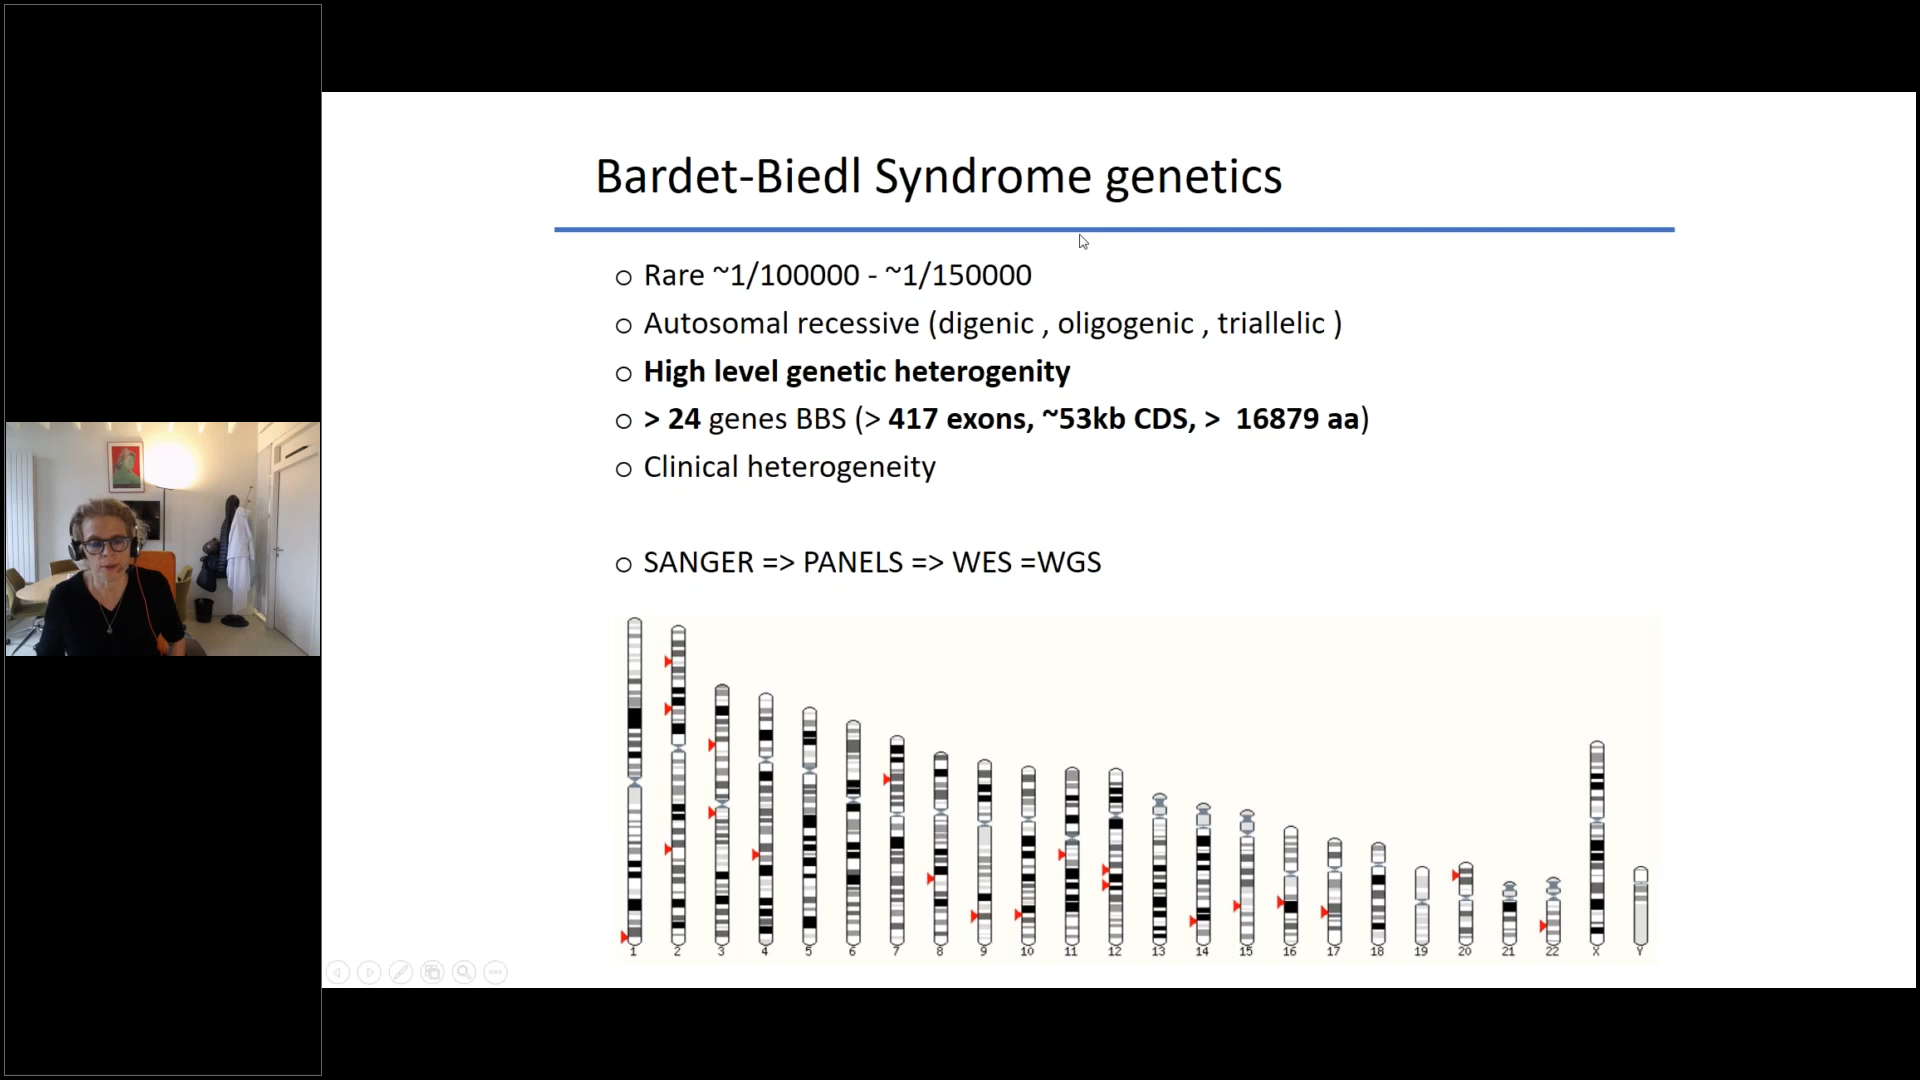 Bardet-Biedl Syndrome genetics
o Rare ~1/100000 - ~1/150000
o Autosomal recessive (digenic , oligogenic , triallelic )
o High level genetic heterogenity
o > 24 genes BBS (> 417 exons, ~53kb CDS, > 16879 aa)
o Clinical heterogeneity
o SANGER => PANELS => WES =WGS
1 2 3 4 5 6 7 8 9 10 11 12 13 14 15 16 17 18 19 20 21 22 X Y